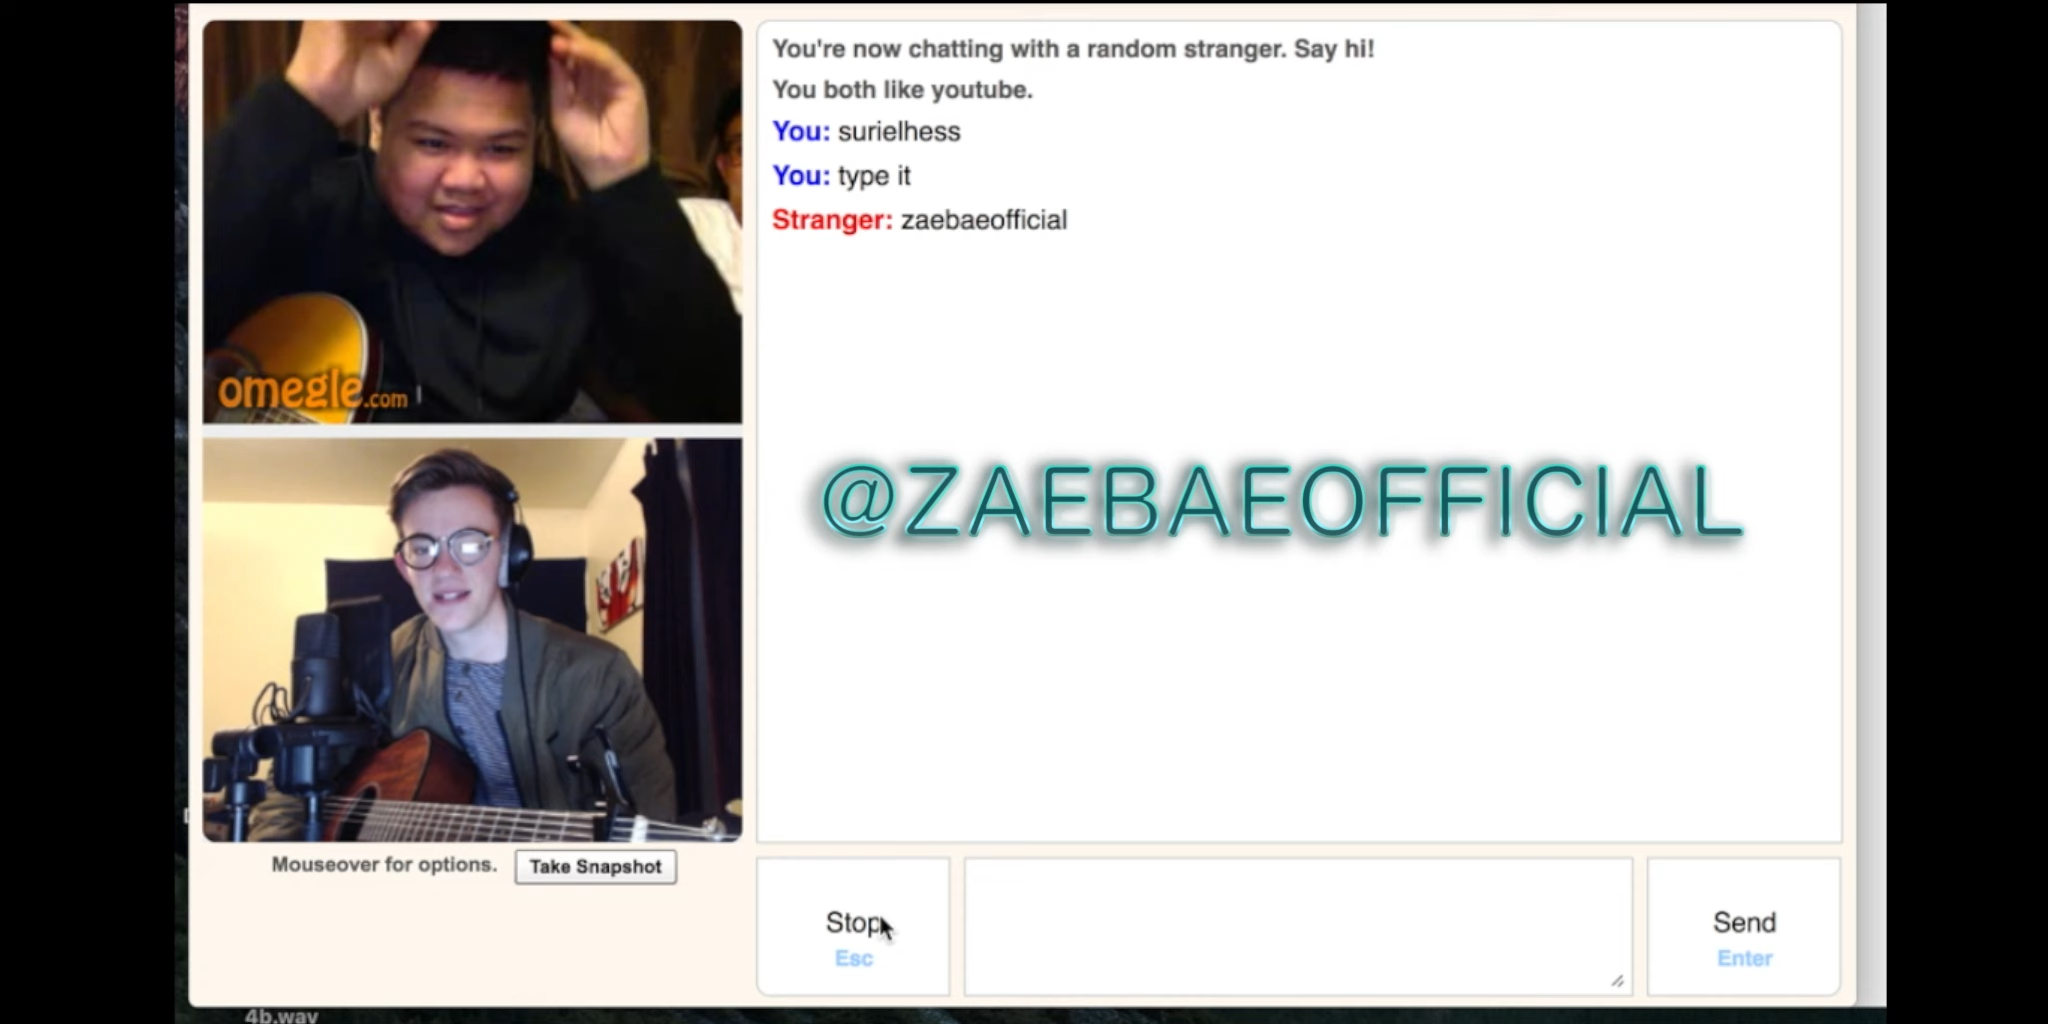 You're now chatting with a random stranger. Say hi!
You both like youtube.
You: surielhess
You: type it
Stranger: zaebaeofficial
omegle.com
@ZAEBAEOFFICIAL
Mouseover for options.
Take Snapshot
Stop
Esc
Send
Enter
4b.wav